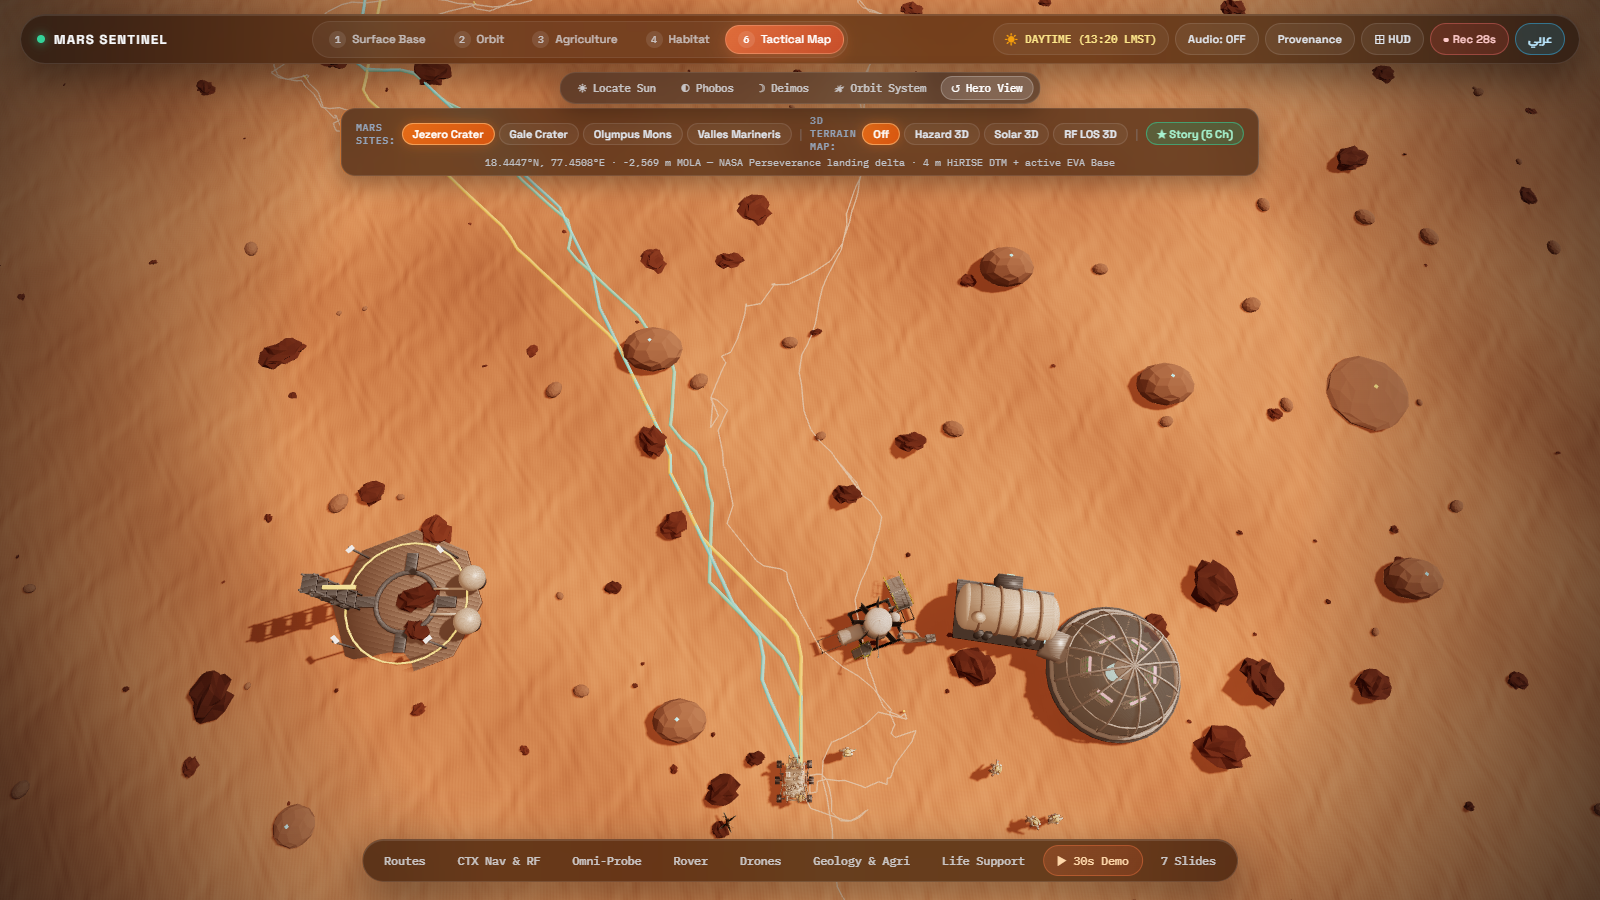 MARS SENTINEL
1 Surface Base
2 Orbit
3 Agriculture
4 Habitat
6 Tactical Map
DAYTIME (13:20 LMST)
Audio: OFF
Provenance
HUD
Rec 28s
عربي
Locate Sun
Phobos
Deimos
Orbit System
Hero View
MARS SITES:
Jezero Crater
Gale Crater
Olympus Mons
Valles Marineris
3D TERRAIN MAP:
Off
Hazard 3D
Solar 3D
RF LOS 3D
★ Story (5 Ch)
18.4447°N, 77.4508°E · -2,569 m MOLA — NASA Perseverance landing delta · 4 m HiRISE DTM + active EVA Base
Routes
CTX Nav & RF
Omni-Probe
Rover
Drones
Geology & Agri
Life Support
▶ 30s Demo
7 Slides